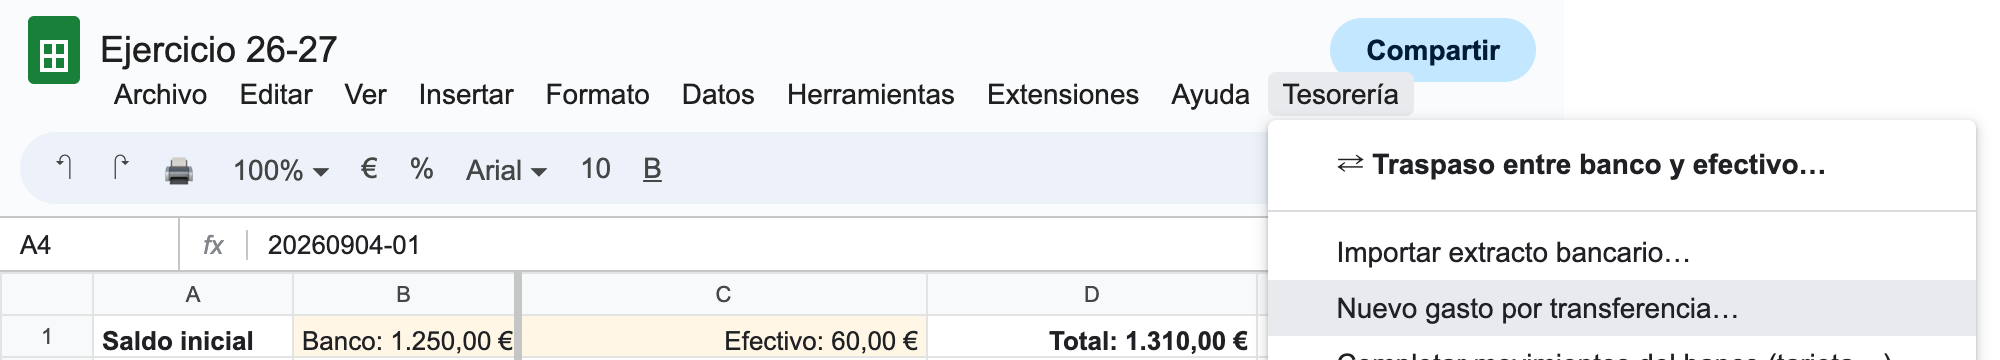 Ejercicio 26-27
Compartir
Archivo Editar Ver Insertar Formato Datos Herramientas Extensiones Ayuda Tesorería
100% € % Arial 10 B
⇄ Traspaso entre banco y efectivo…
A4 fx 20260904-01
Importar extracto bancario…
A B C D
Nuevo gasto por transferencia…
1 Saldo inicial Banco: 1.250,00 € Efectivo: 60,00 € Total: 1.310,00 €